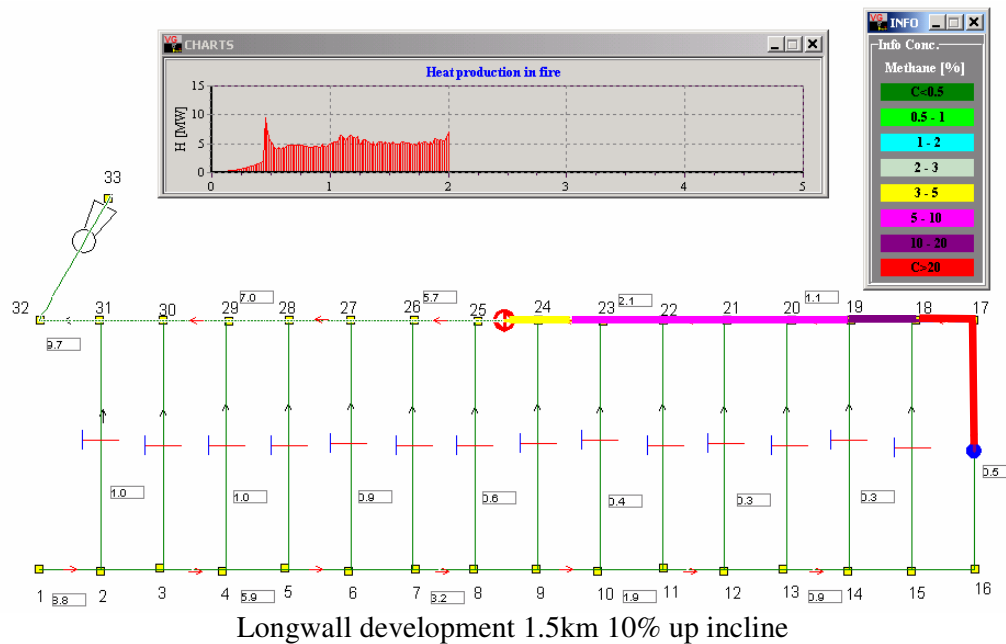 VG CHARTS
Heat production in fire
H [MW]
15
10
5
0
0 1 2 3 4 5
VG INFO
Info Conc.
Methane [%]
C<0.5
0.5 - 1
1 - 2
2 - 3
3 - 5
5 - 10
10 - 20
C>20
33
7.0 5.7 2.1 1.1
32 31 30 29 28 27 26 25 24 23 22 21 20 19 18 17
9.7
0.5
1.0 1.0 0.9 0.6 0.4 0.3 0.3
1 2 3 4 5 6 7 8 9 10 11 12 13 14 15 16
8.8 5.9 3.2 1.9 0.9
Longwall development 1.5km 10% up incline